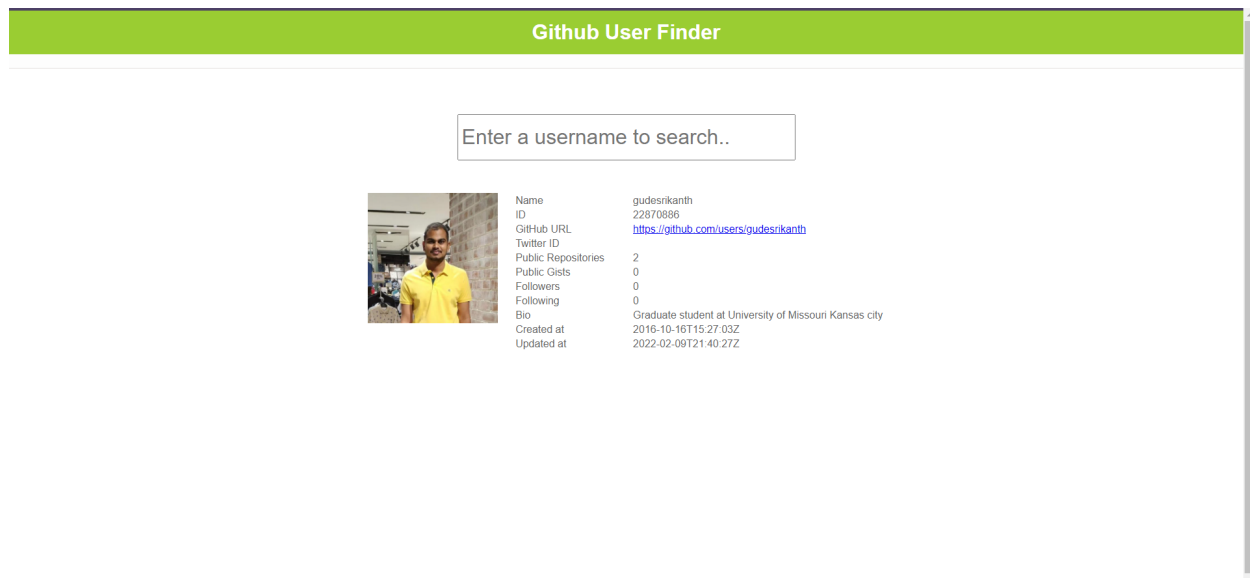 Github User Finder
Enter a username to search..
Name gudesrikanth
ID 22870886
GitHub URL https://github.com/users/gudesrikanth
Twitter ID
Public Repositories 2
Public Gists 0
Followers 0
Following 0
Bio Graduate student at University of Missouri Kansas city
Created at 2016-10-16T15:27:03Z
Updated at 2022-02-09T21:40:27Z